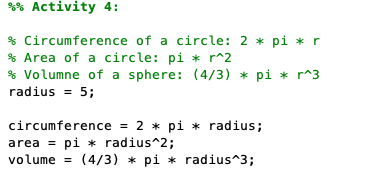 %% Activity 4:
% Circumference of a circle: 2 * pi * r
% Area of a circle: pi * r^2
% Volumne of a sphere: (4/3) * pi * r^3
radius = 5;
circumference = 2 * pi * radius;
area = pi * radius^2;
volume = (4/3) * pi * radius^3;